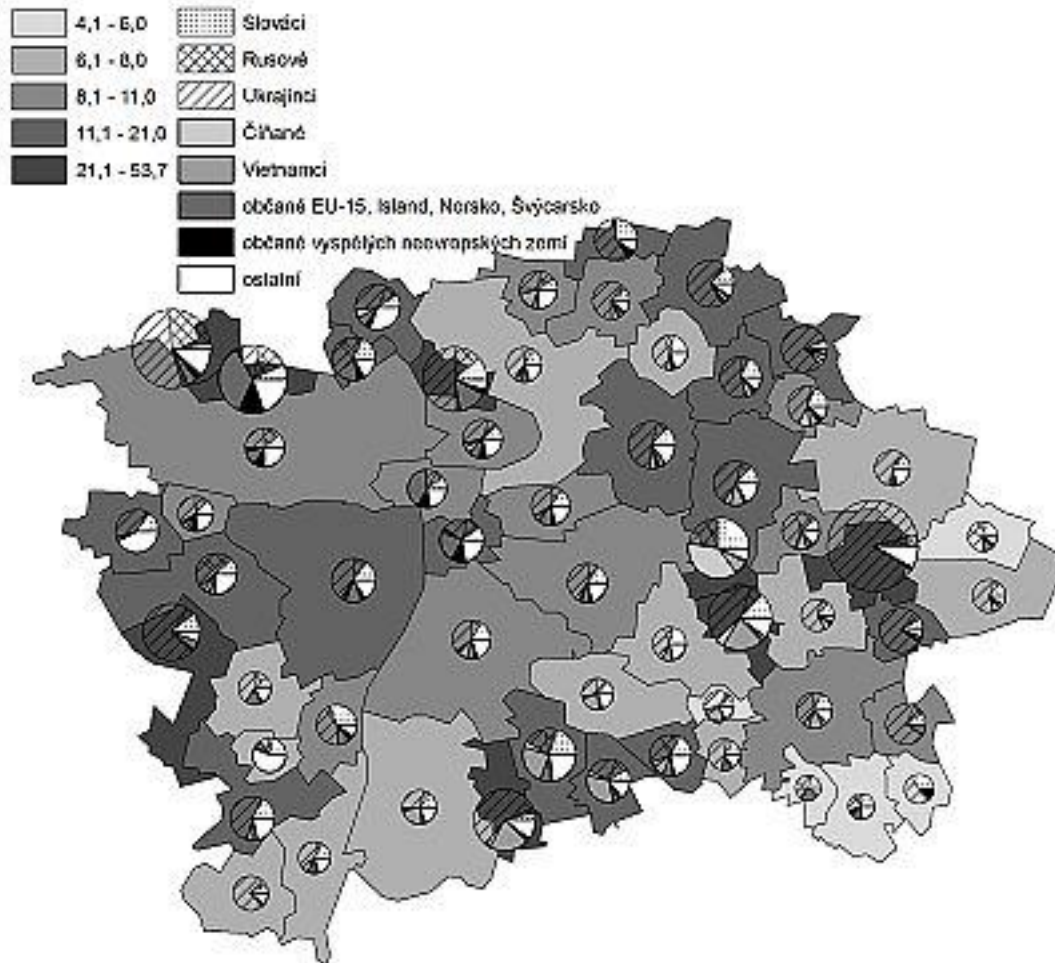 4,1 - 6,0
6,1 - 8,0
8,1 - 11,0
11,1 - 21,0
21,1 - 53,7
Slováci
Rusové
Ukrajinci
Číňané
Vietnamci
občané EU-15, Island, Norsko, Švýcarsko
občané vyspělých neevropských zemí
ostatní